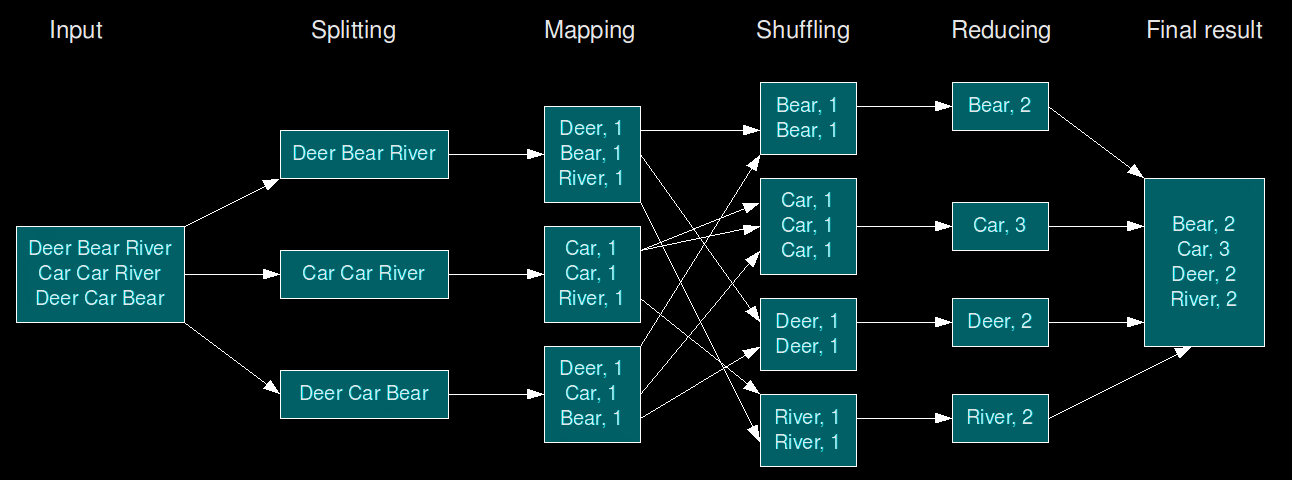 Input
Splitting
Mapping
Shuffling
Reducing
Final result
Deer Bear River
Car Car River
Deer Car Bear
Deer Bear River
Car Car River
Deer Car Bear
Deer, 1
Bear, 1
River, 1
Car, 1
Car, 1
River, 1
Deer, 1
Car, 1
Bear, 1
Bear, 1
Bear, 1
Car, 1
Car, 1
Car, 1
Deer, 1
Deer, 1
River, 1
River, 1
Bear, 2
Car, 3
Deer, 2
River, 2
Bear, 2
Car, 3
Deer, 2
River, 2